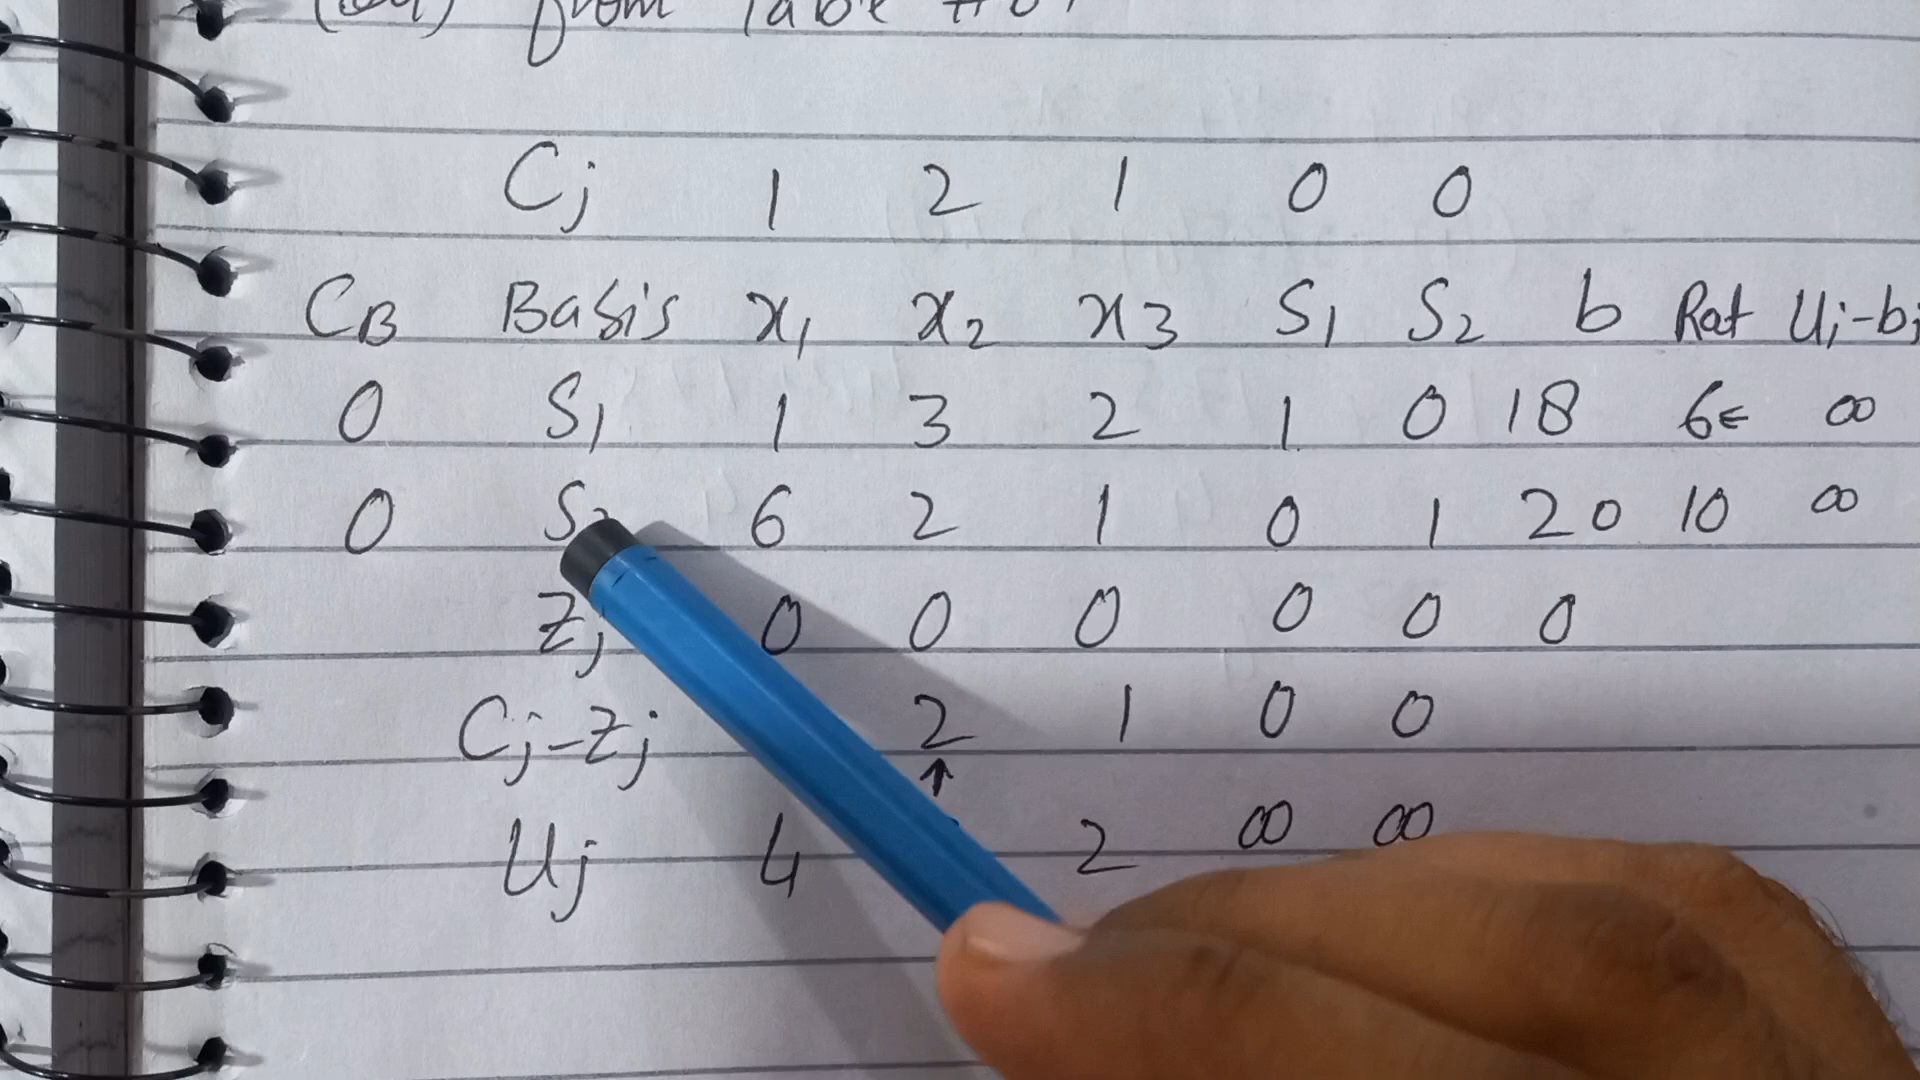 from Table #01
Cj 1 2 1 0 0
CB Basis x1 x2 x3 S1 S2 b Rat Uj-bj
0 S1 1 3 2 1 0 18 6← ∞
0 S2 6 2 1 0 1 20 10 ∞
Zj 0 0 0 0 0 0
Cj-Zj 2 1 0 0
↑
Uj 4 2 ∞ ∞